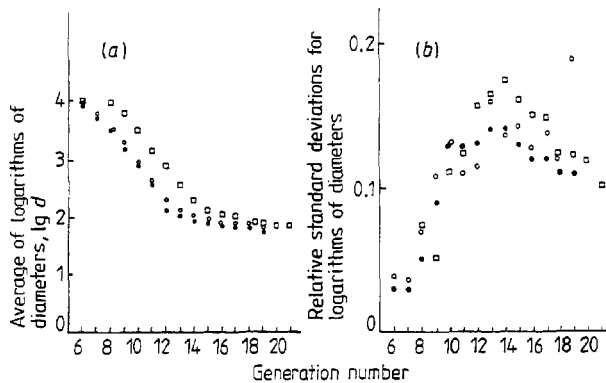 (a)
Average of logarithms of
diameters, lg d
4
3
2
1
0
6 8 10 12 14 16 18 20
(b)
Relative standard deviations for
logarithms of diameters
0.2
0.1
0
6 8 10 12 14 16 18 20
Generation number